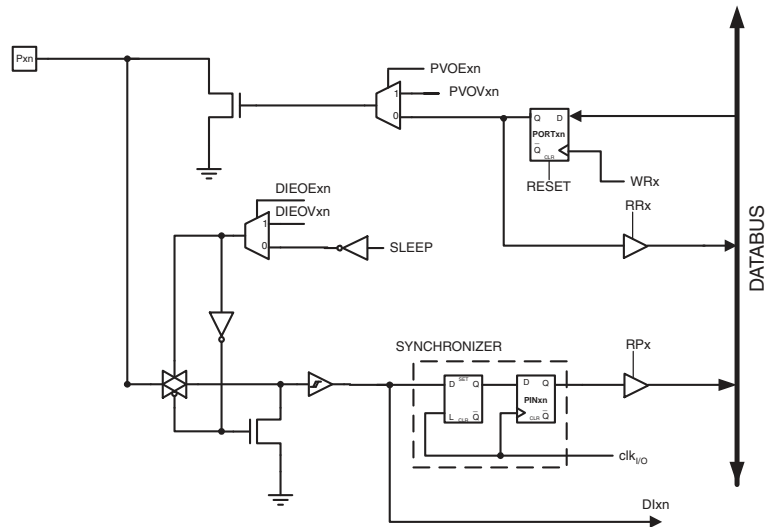 Pxn
PVOExn
PVOVxn
1
0
Q D
PORTxn
Q
CLR
RESET
WRx
DIEOExn
DIEOVxn
1
0
SLEEP
RRx
SYNCHRONIZER
RPx
D SET Q
L CLR Q
D Q
PINxn
CLR Q
clkI/O
DIxn
DATABUS